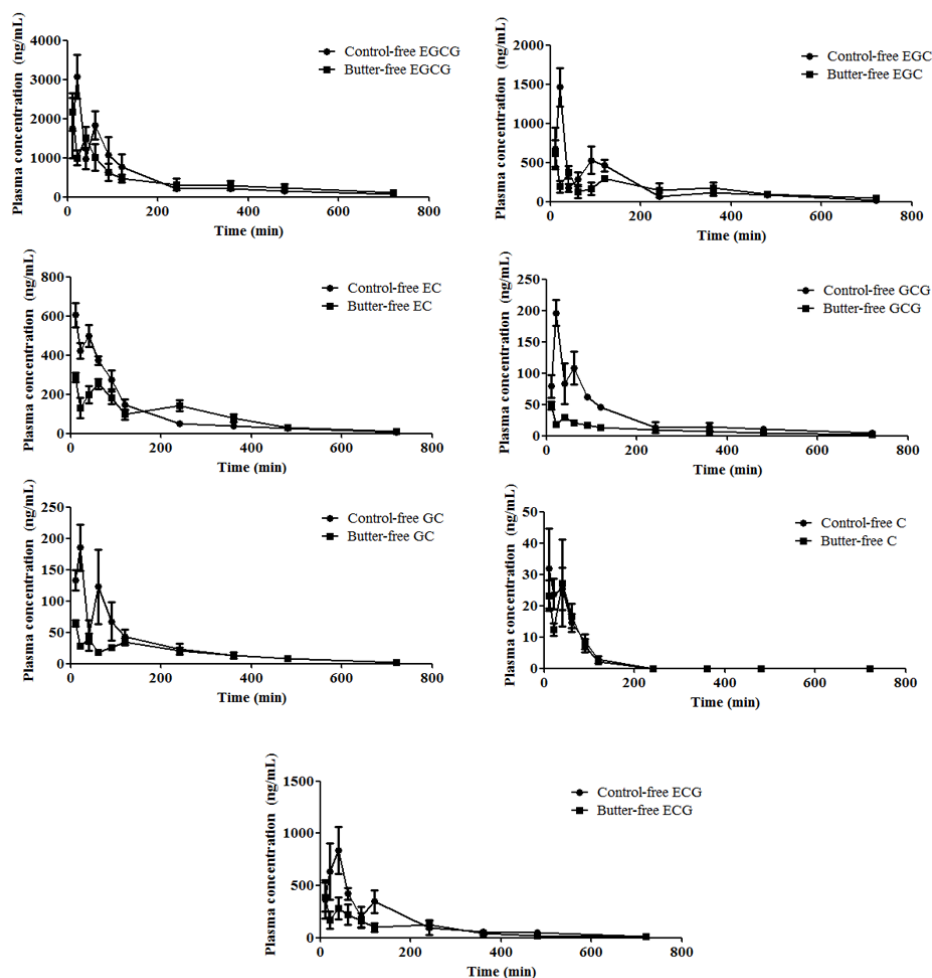 Plasma concentration (ng/mL)
4000
3000
2000
1000
0
0 200 400 600 800
Time (min)
Control-free EGCG
Butter-free EGCG
Plasma concentration (ng/mL)
2000
1500
1000
500
0
0 200 400 600 800
Time (min)
Control-free EGC
Butter-free EGC
Plasma concentration (ng/mL)
800
600
400
200
0
0 200 400 600 800
Time (min)
Control-free EC
Butter-free EC
Plasma concentration (ng/mL)
250
200
150
100
50
0
0 200 400 600 800
Time (min)
Control-free GCG
Butter-free GCG
Plasma concentration (ng/mL)
250
200
150
100
50
0
0 200 400 600 800
Time (min)
Control-free GC
Butter-free GC
Plasma concentration (ng/mL)
50
40
30
20
10
0
0 200 400 600 800
Time (min)
Control-free C
Butter-free C
Plasma concentration (ng/mL)
1500
1000
500
0
0 200 400 600 800
Time (min)
Control-free ECG
Butter-free ECG